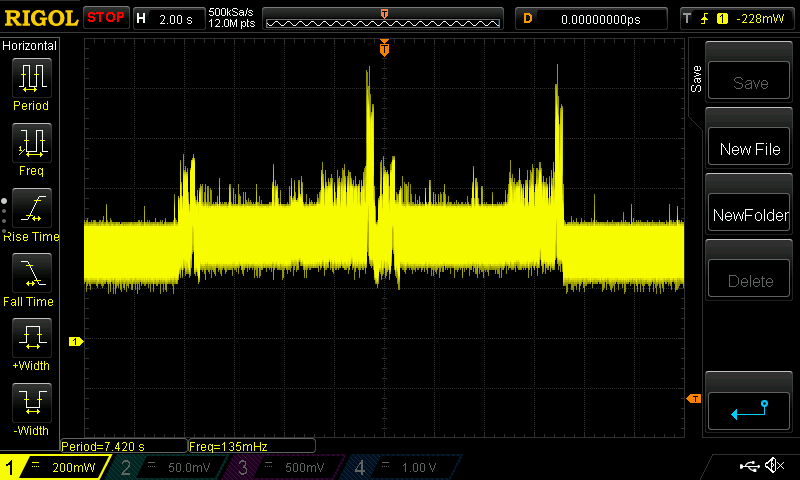 RIGOL STOP H 2.00 s 500kSa/s 12.0M pts T D 0.00000000ps T 1 -228mW
Horizontal
Period
Freq
Rise Time
Fall Time
+Width
-Width
T
1
T
Period=7.420 s Freq=135mHz
1 200mW 2 50.0mV 3 500mV 4 1.00 V
Save
Save
New File
NewFolder
Delete